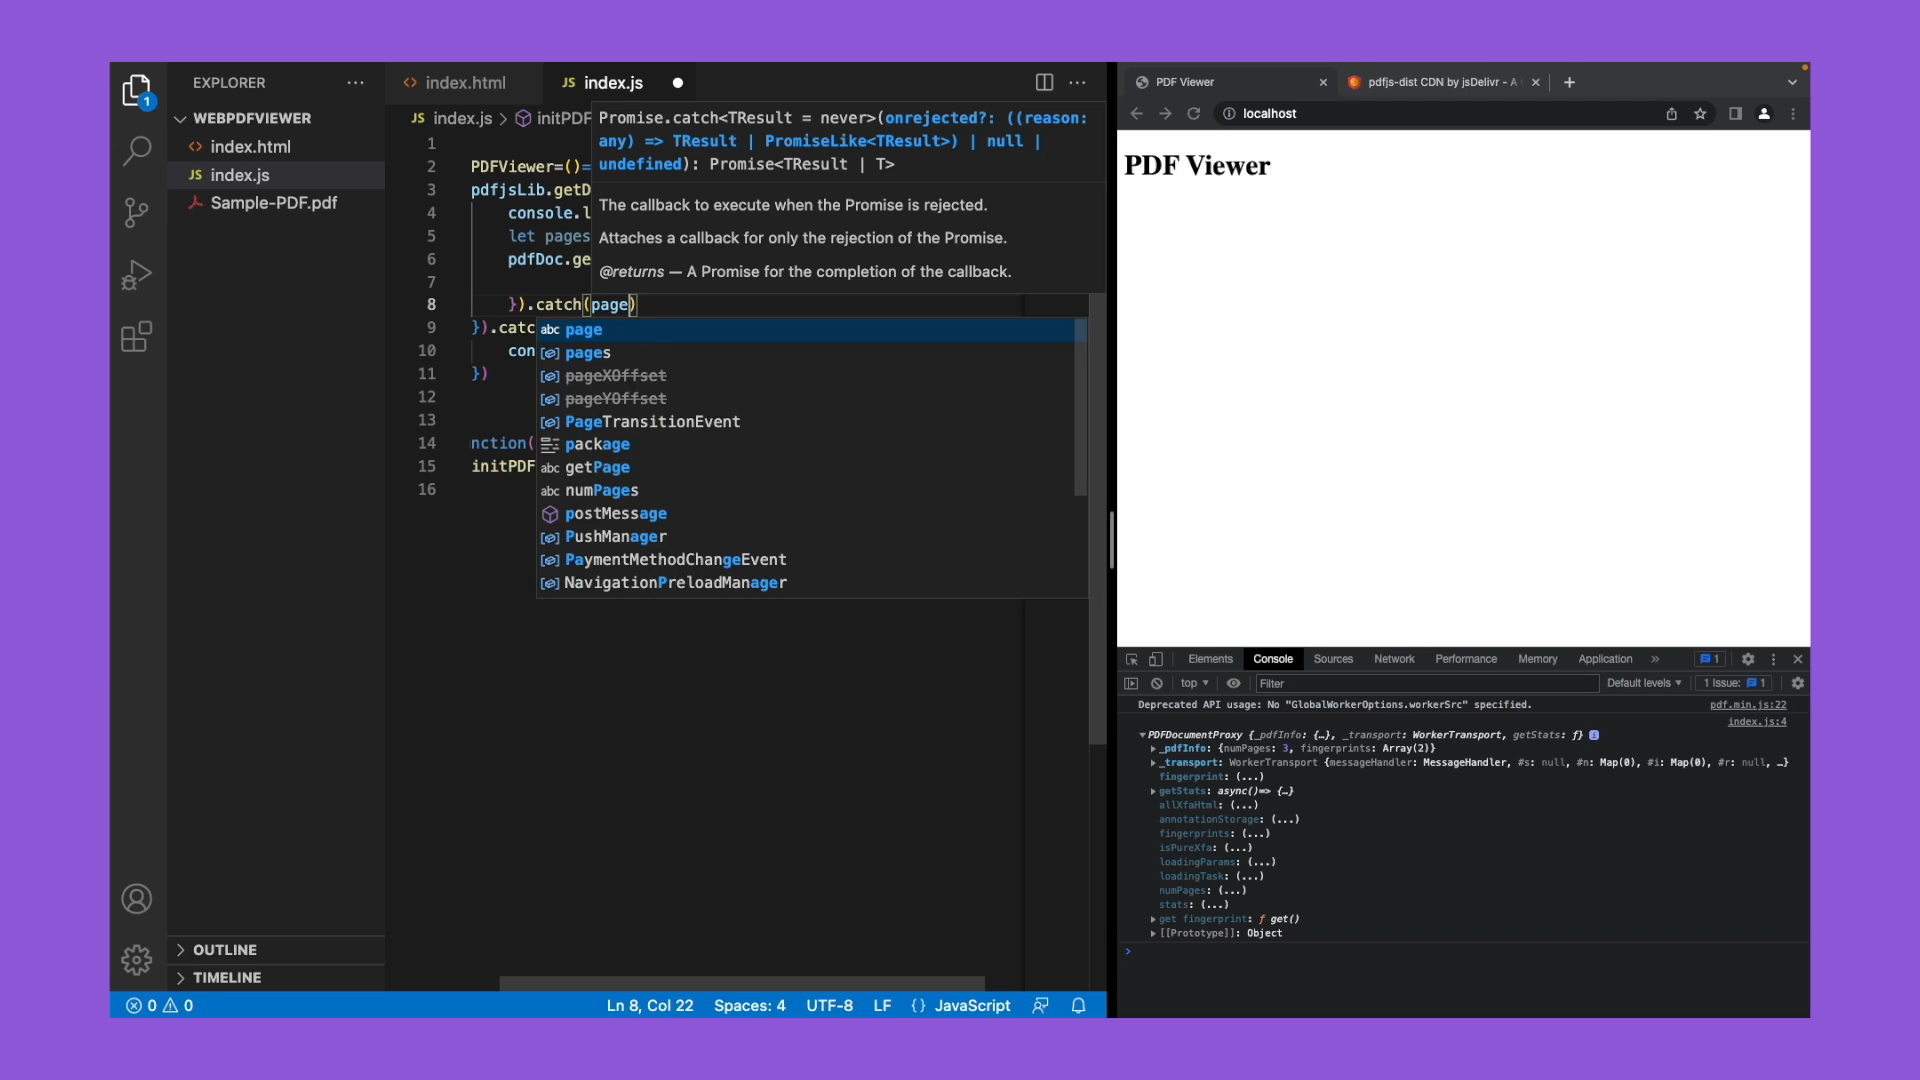 EXPLORER
WEBPDFVIEWER
index.html
JS index.js
Sample-PDF.pdf
OUTLINE
TIMELINE
1
index.html
JS index.js
JS index.js > initPDF
1
2 PDFViewer=()=
3 pdfjsLib.getD
4 console.l
5 let pages
6 pdfDoc.ge
7
8 }).catch(page)
9 }).catc
10 con
11 })
12
13
14 nction(
15 initPDF
16
Promise.catch<TResult = never>(onrejected?: ((reason:
any) => TResult | PromiseLike<TResult>) | null |
undefined): Promise<TResult | T>
The callback to execute when the Promise is rejected.
Attaches a callback for only the rejection of the Promise.
@returns — A Promise for the completion of the callback.
abc page
pages
pageXOffset
pageYOffset
PageTransitionEvent
package
abc getPage
abc numPages
postMessage
PushManager
PaymentMethodChangeEvent
NavigationPreloadManager
0 0
Ln 8, Col 22 Spaces: 4 UTF-8 LF {} JavaScript
PDF Viewer
pdfjs-dist CDN by jsDelivr - A
localhost
PDF Viewer
Elements Console Sources Network Performance Memory Application » 1
top Filter Default levels 1 Issue: 1
Deprecated API usage: No "GlobalWorkerOptions.workerSrc" specified. pdf.min.js:22
index.js:4
PDFDocumentProxy {_pdfInfo: {…}, _transport: WorkerTransport, getStats: ƒ} i
_pdfInfo: {numPages: 3, fingerprints: Array(2)}
_transport: WorkerTransport {messageHandler: MessageHandler, #s: null, #n: Map(0), #i: Map(0), #r: null, …}
fingerprint: (...)
getStats: async()=> {…}
allXfaHtml: (...)
annotationStorage: (...)
fingerprints: (...)
isPureXfa: (...)
loadingParams: (...)
loadingTask: (...)
numPages: (...)
stats: (...)
get fingerprint: ƒ get()
[[Prototype]]: Object
>